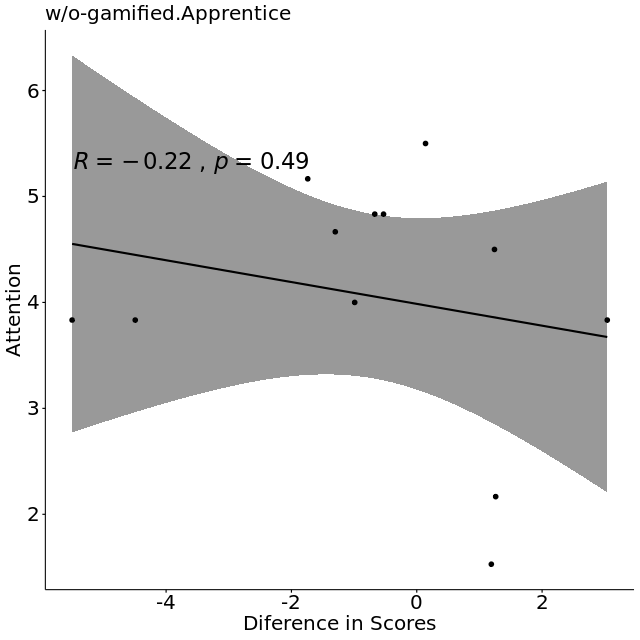 w/o-gamified.Apprentice
6
R = −0.22 , p = 0.49
5
4
3
2
Attention
-4 -2 0 2
Diference in Scores